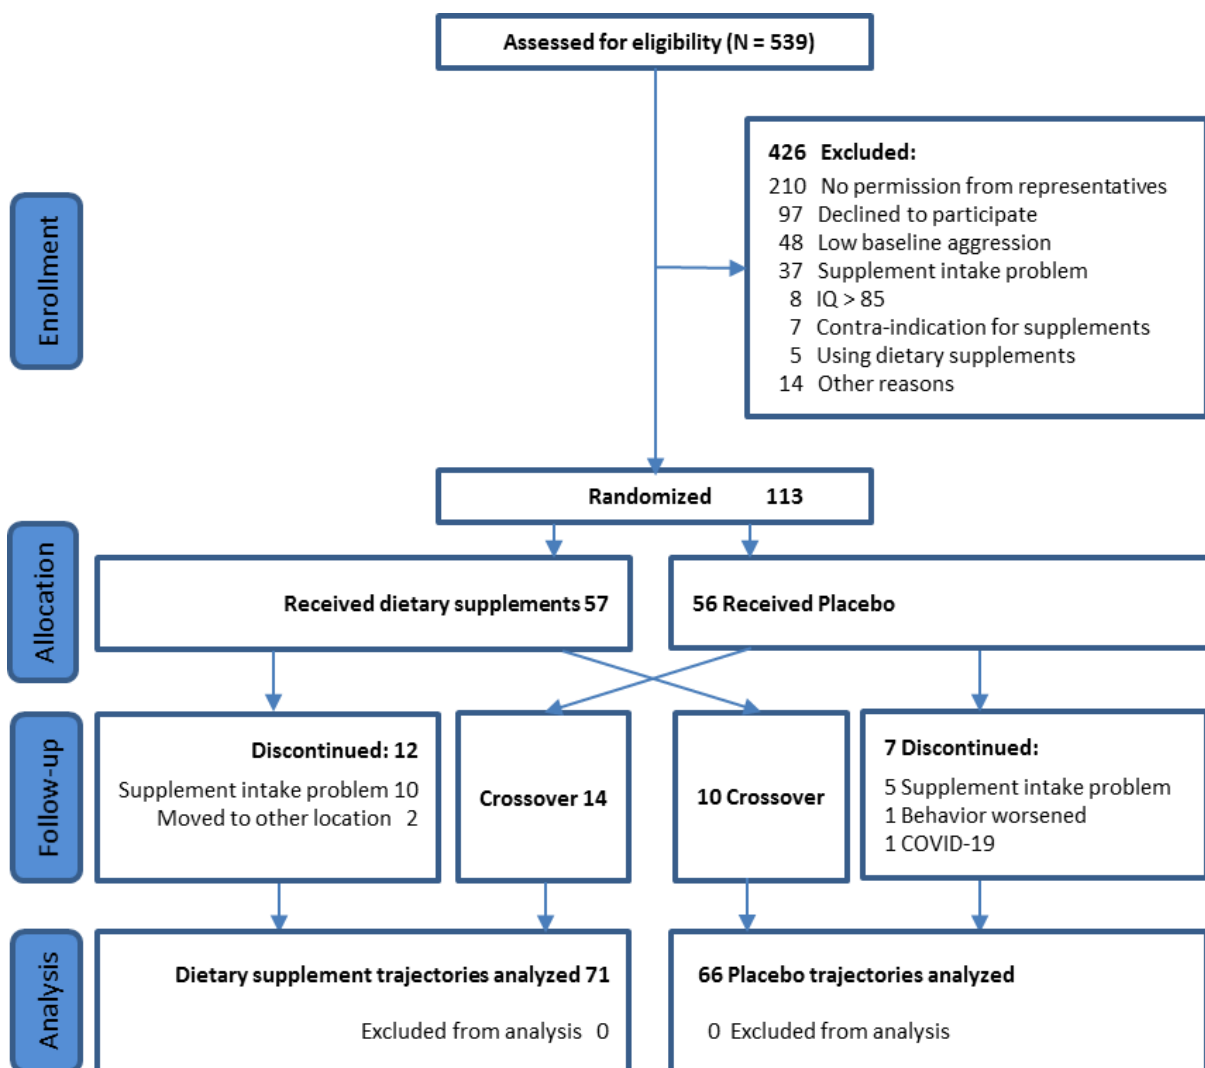 Assessed for eligibility (N = 539)
Enrollment
426 Excluded:
210 No permission from representatives
97 Declined to participate
48 Low baseline aggression
37 Supplement intake problem
8 IQ > 85
7 Contra-indication for supplements
5 Using dietary supplements
14 Other reasons
Randomized 113
Allocation
Received dietary supplements 57
56 Received Placebo
Follow-up
Discontinued: 12
Supplement intake problem 10
Moved to other location 2
Crossover 14
10 Crossover
7 Discontinued:
5 Supplement intake problem
1 Behavior worsened
1 COVID-19
Analysis
Dietary supplement trajectories analyzed 71
Excluded from analysis 0
66 Placebo trajectories analyzed
0 Excluded from analysis